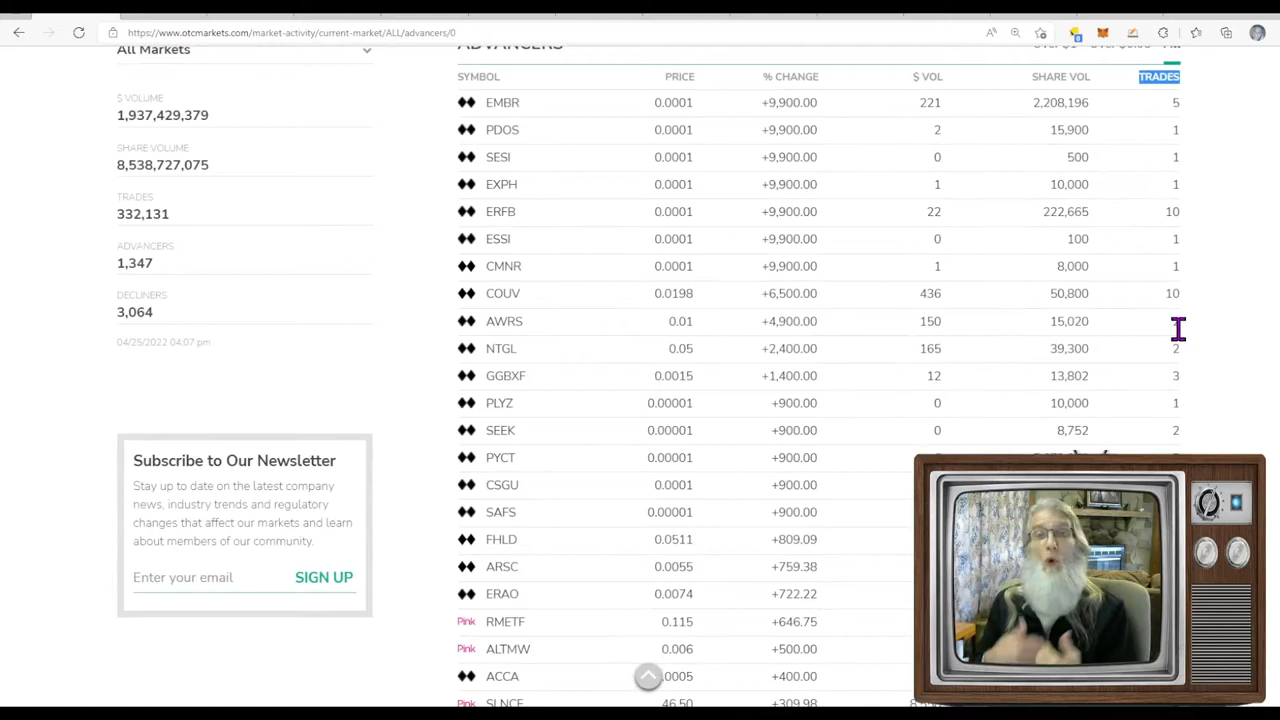 https://www.otcmarkets.com/market-activity/current-market/ALL/advancers/0
All Markets
ADVANCERS
$ VOLUME
1,937,429,379
SHARE VOLUME
8,538,727,075
TRADES
332,131
ADVANCERS
1,347
DECLINERS
3,064
04/25/2022 04:07 pm
Subscribe to Our Newsletter
Stay up to date on the latest company
news, industry trends and regulatory
changes that affect our markets and learn
about members of our community.
Enter your email SIGN UP
SYMBOL PRICE % CHANGE $ VOL SHARE VOL TRADES
EMBR 0.0001 +9,900.00 221 2,208,196 5
PDOS 0.0001 +9,900.00 2 15,900 1
SESI 0.0001 +9,900.00 0 500 1
EXPH 0.0001 +9,900.00 1 10,000 1
ERFB 0.0001 +9,900.00 22 222,665 10
ESSI 0.0001 +9,900.00 0 100 1
CMNR 0.0001 +9,900.00 1 8,000 1
COUV 0.0198 +6,500.00 436 50,800 10
AWRS 0.01 +4,900.00 150 15,020
NTGL 0.05 +2,400.00 165 39,300 2
GGBXF 0.0015 +1,400.00 12 13,802 3
PLYZ 0.00001 +900.00 0 10,000 1
SEEK 0.00001 +900.00 0 8,752 2
PYCT 0.00001 +900.00
CSGU 0.0001 +900.00
SAFS 0.00001 +900.00
FHLD 0.0511 +809.09
ARSC 0.0055 +759.38
ERAO 0.0074 +722.22
Pink RMETF 0.115 +646.75
Pink ALTMW 0.006 +500.00
ACCA .0005 +400.00
SLNCF 46.50 +309.98